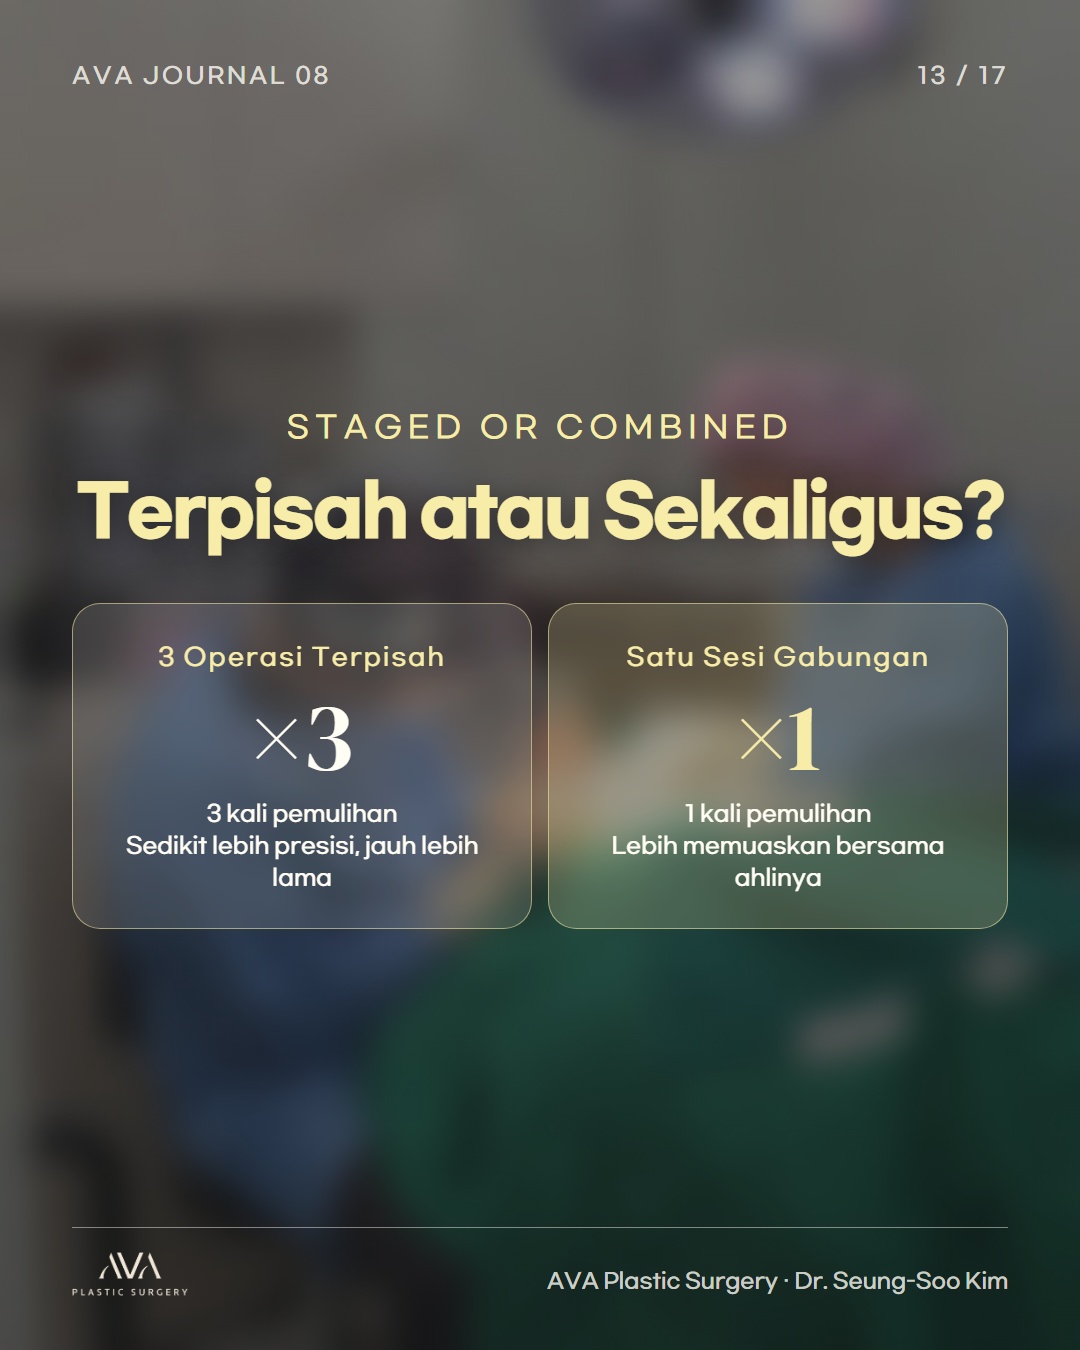 AVA JOURNAL 08
13 / 17
STAGED OR COMBINED
Terpisah atau Sekaligus?
3 Operasi Terpisah
×3
3 kali pemulihan
Sedikit lebih presisi, jauh lebih
lama
Satu Sesi Gabungan
×1
1 kali pemulihan
Lebih memuaskan bersama
ahlinya
AVA
PLASTIC SURGERY
AVA Plastic Surgery · Dr. Seung-Soo Kim